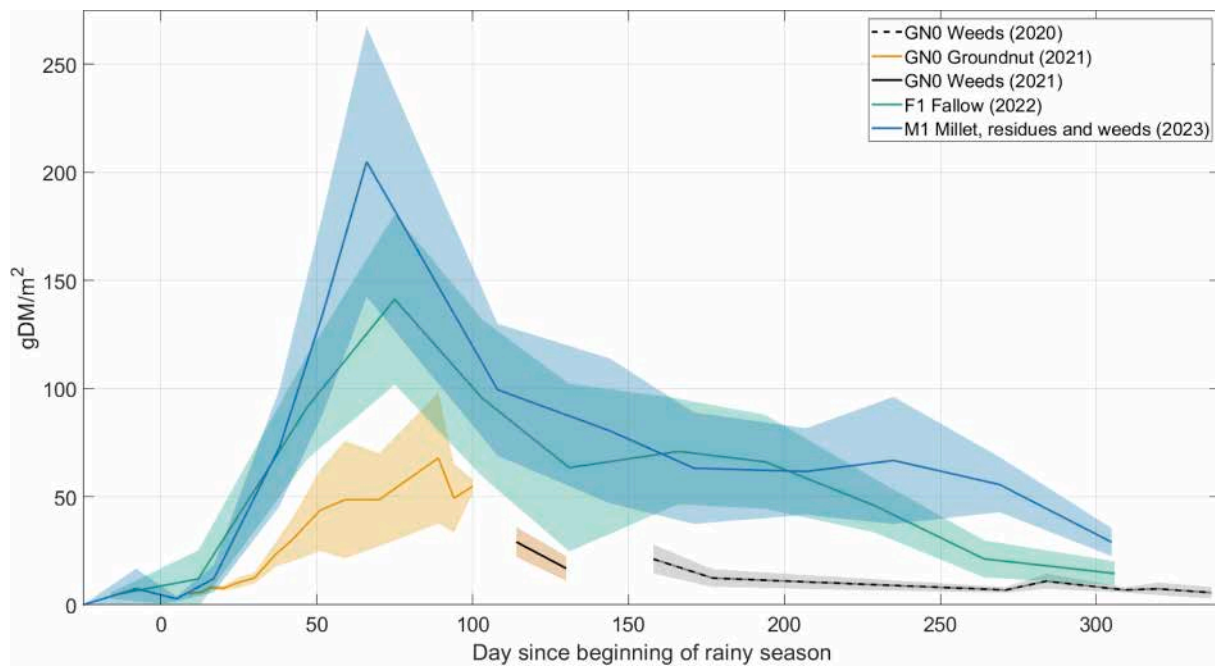 GN0 Weeds (2020)
GN0 Groundnut (2021)
GN0 Weeds (2021)
F1 Fallow (2022)
M1 Millet, residues and weeds (2023)
250
200
150
100
50
0
gDM/m²
0 50 100 150 200 250 300
Day since beginning of rainy season